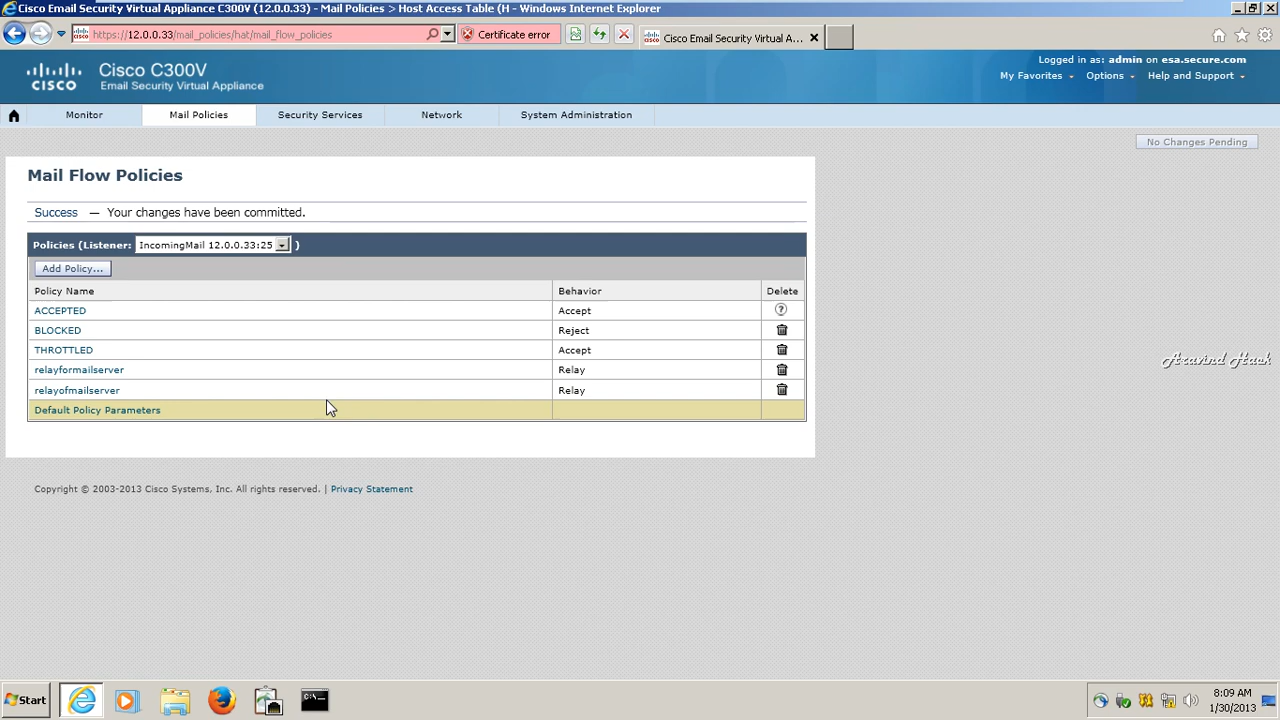 Cisco Email Security Virtual Appliance C300V (12.0.0.33) - Mail Policies > Host Access Table (H - Windows Internet Explorer
https://12.0.0.33/mail_policies/hat/mail_flow_policies
Certificate error
Cisco Email Security Virtual A...
CISCO
Cisco C300V
Email Security Virtual Appliance
Logged in as: admin on esa.secure.com
My Favorites
Options
Help and Support
Monitor
Mail Policies
Security Services
Network
System Administration
No Changes Pending
Mail Flow Policies
Success — Your changes have been committed.
Policies (Listener: IncomingMail 12.0.0.33:25 )
Add Policy...
Policy Name Behavior Delete
ACCEPTED Accept ?
BLOCKED Reject
THROTTLED Accept
relayformailserver Relay
relayofmailserver Relay
Default Policy Parameters
Aravind Hack
Copyright © 2003-2013 Cisco Systems, Inc. All rights reserved. | Privacy Statement
Start
8:09 AM
1/30/2013